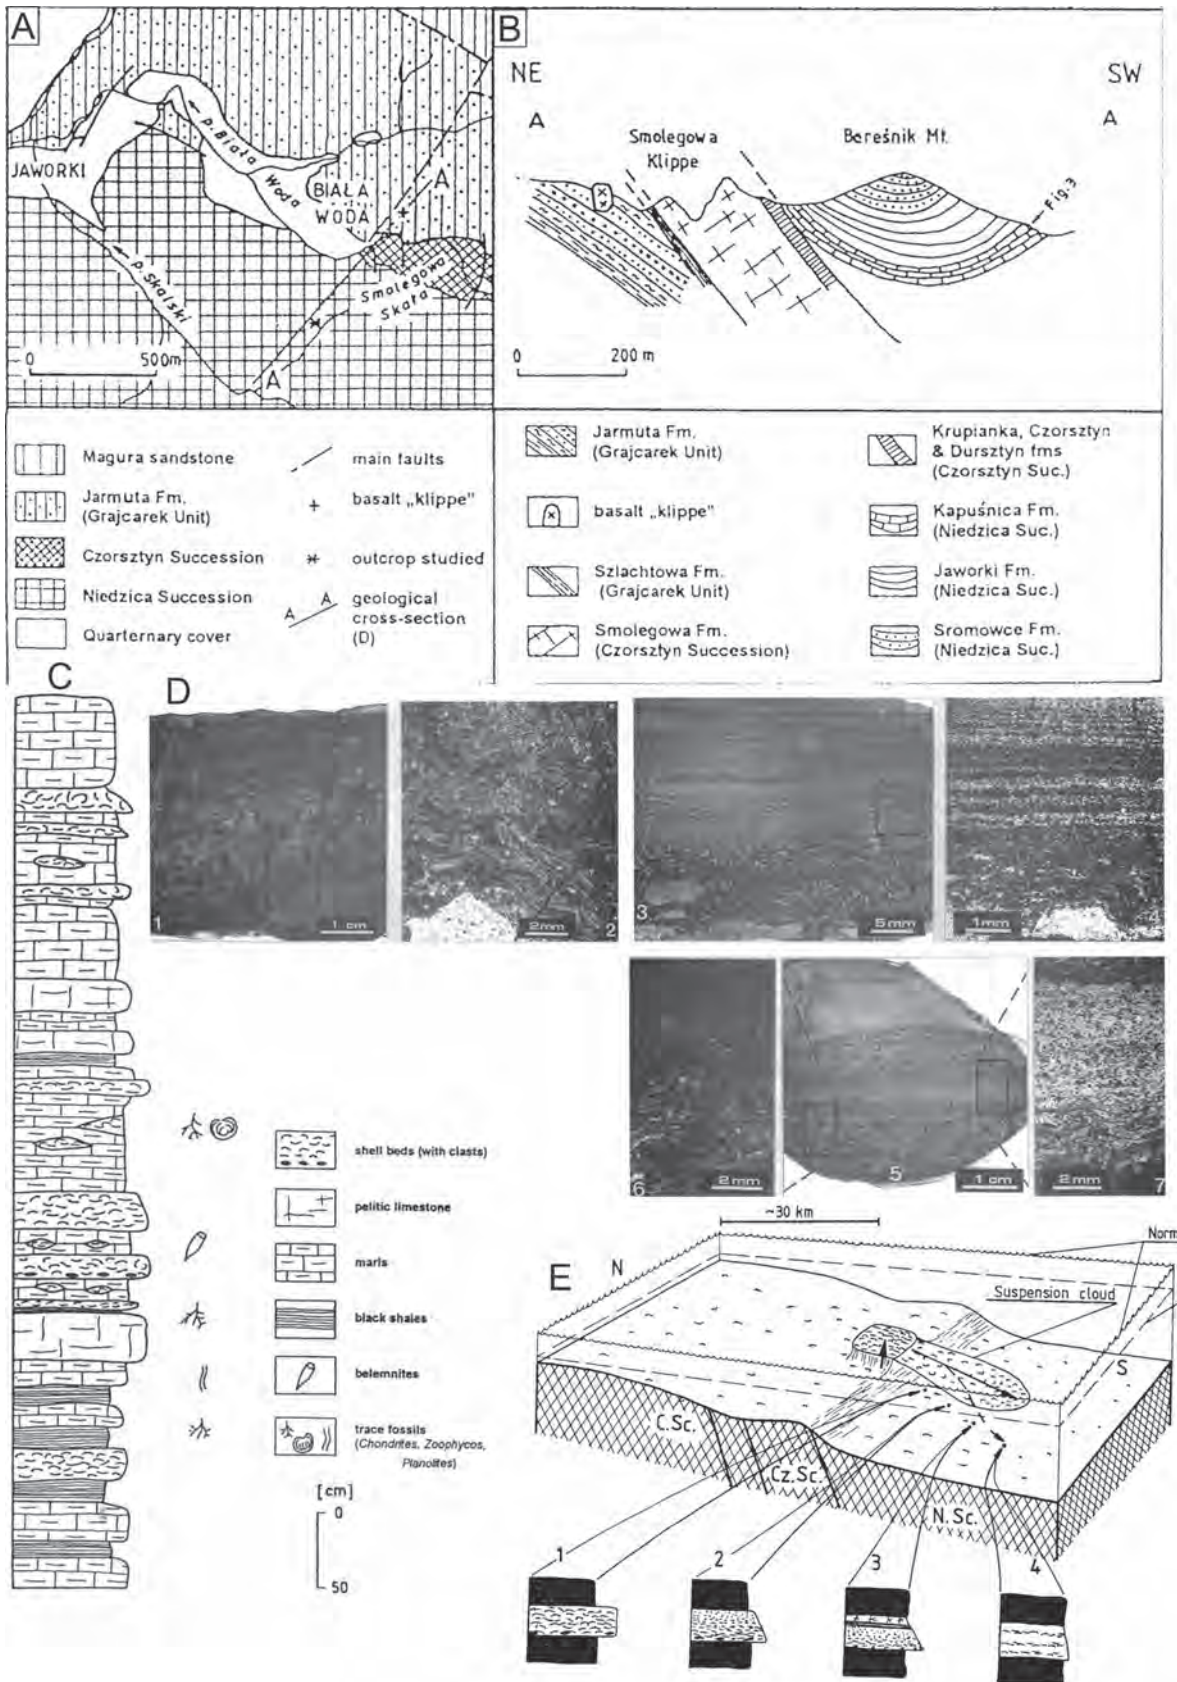 A
JAWORKI
p. Biała
Woda
BIAŁA
WODA
A
p. Skalski
Smolegowa
Skała
0 500m
A
B
NE SW
A A
Smolegowa
Klippe
Bereśnik Mt.
Fig.3
0 200 m
Magura sandstone
Jarmuta Fm.
(Grajcarek Unit)
Czorsztyn Succession
Niedzica Succession
Quarternary cover
main faults
basalt „klippe"
outcrop studied
A
A
geological
cross-section
(D)
Jarmuta Fm.
(Grajcarek Unit)
basalt „klippe"
Szlachtowa Fm.
(Grajcarek Unit)
Smolegowa Fm.
(Czorsztyn Succession)
Krupianka, Czorsztyn
& Dursztyn fms
(Czorsztyn Suc.)
Kapuśnica Fm.
(Niedzica Suc.)
Jaworki Fm.
(Niedzica Suc.)
Sromowce Fm.
(Niedzica Suc.)
C
shell beds (with clasts)
pelitic limestone
marls
black shales
belemnites
trace fossils
(Chondrites, Zoophycos,
Planolites)
[cm]
0
50
D
1 1 cm
2mm 2
3 5mm
1mm 4
6 2mm
5 1 cm
2mm 7
E
~30 km
N
Norm
Suspension cloud
S
C.Sc.
Cz.Sc.
N.Sc.
1 2 3 4